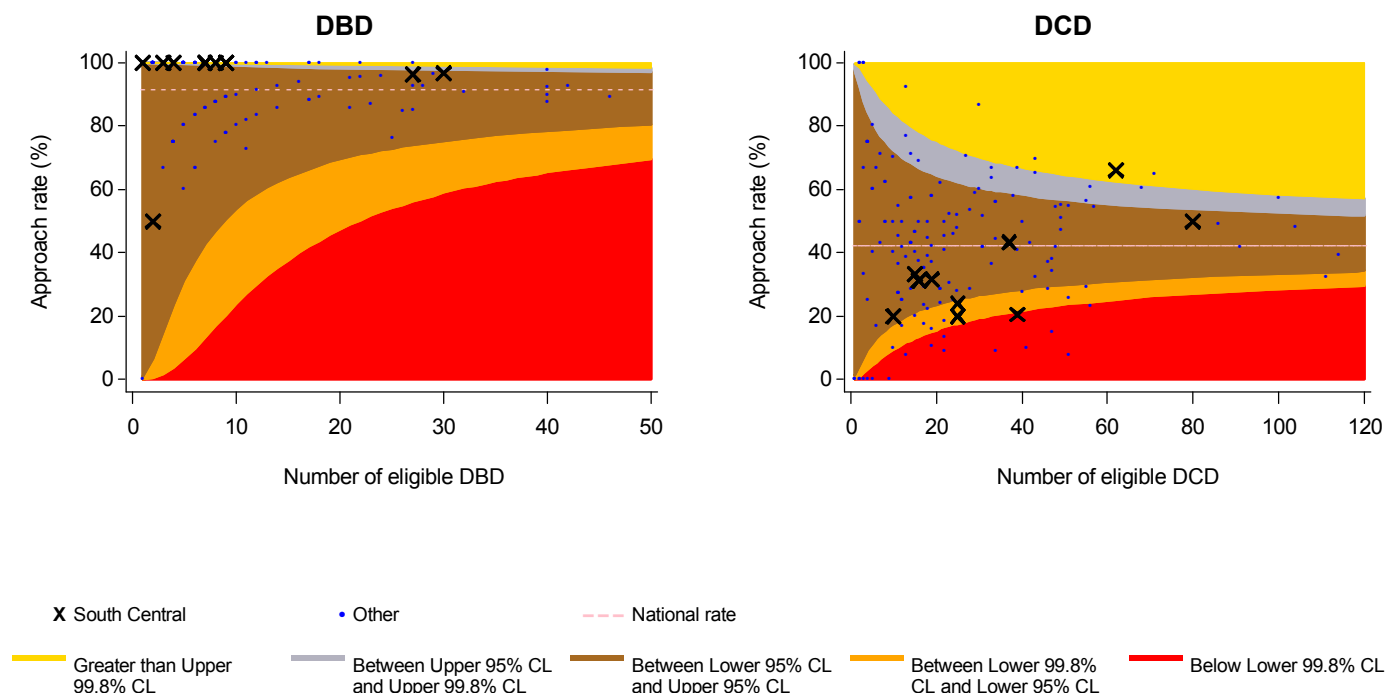 DBD
DCD
Approach rate (%)
100
80
60
40
20
0
0 10 20 30 40 50
Number of eligible DBD
Approach rate (%)
100
80
60
40
20
0
0 20 40 60 80 100 120
Number of eligible DCD
X South Central
Other
National rate
Greater than Upper
99.8% CL
Between Upper 95% CL
and Upper 99.8% CL
Between Lower 95% CL
and Upper 95% CL
Between Lower 99.8%
CL and Lower 95% CL
Below Lower 99.8% CL